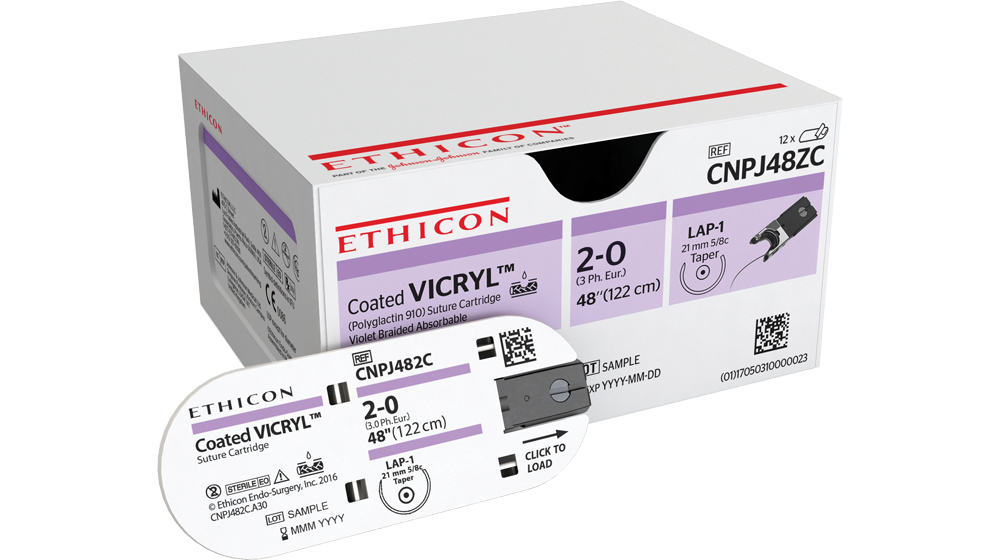 ETHICON™
PART OF THE Johnson & Johnson FAMILY OF COMPANIES
ETHICON
12 x
REF
CNPJ48ZC
ETHICON
Coated VICRYL™
(Polyglactin 910) Suture Cartridge
Violet Braided Absorbable
2-0
(3 Ph. Eur.)
48″ (122 cm)
LAP-1
21 mm 5/8c
Taper
SAMPLE
YYYY-MM-DD
(01)17050310000023
REF
CNPJ482C
ETHICON
Coated VICRYL™
Suture Cartridge
2-0
(3.0 Ph.Eur.)
48" (122 cm)
LAP-1
21 mm 5/8c
Taper
CLICK TO
LOAD
2
STERILE EO
© Ethicon Endo-Surgery, Inc. 2016
CNPJ482C.A30
LOT SAMPLE
MMM YYYY